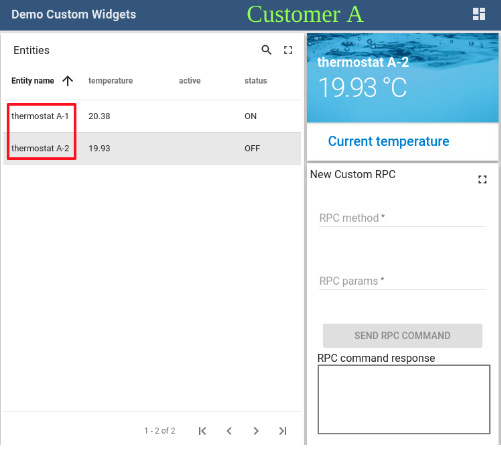 Demo Custom Widgets
Customer A
Entities
Entity name temperature active status
thermostat A-1 20.38 ON
thermostat A-2 19.93 OFF
1 - 2 of 2
thermostat A-2
19.93 °C
Current temperature
New Custom RPC
RPC method *
RPC params *
SEND RPC COMMAND
RPC command response